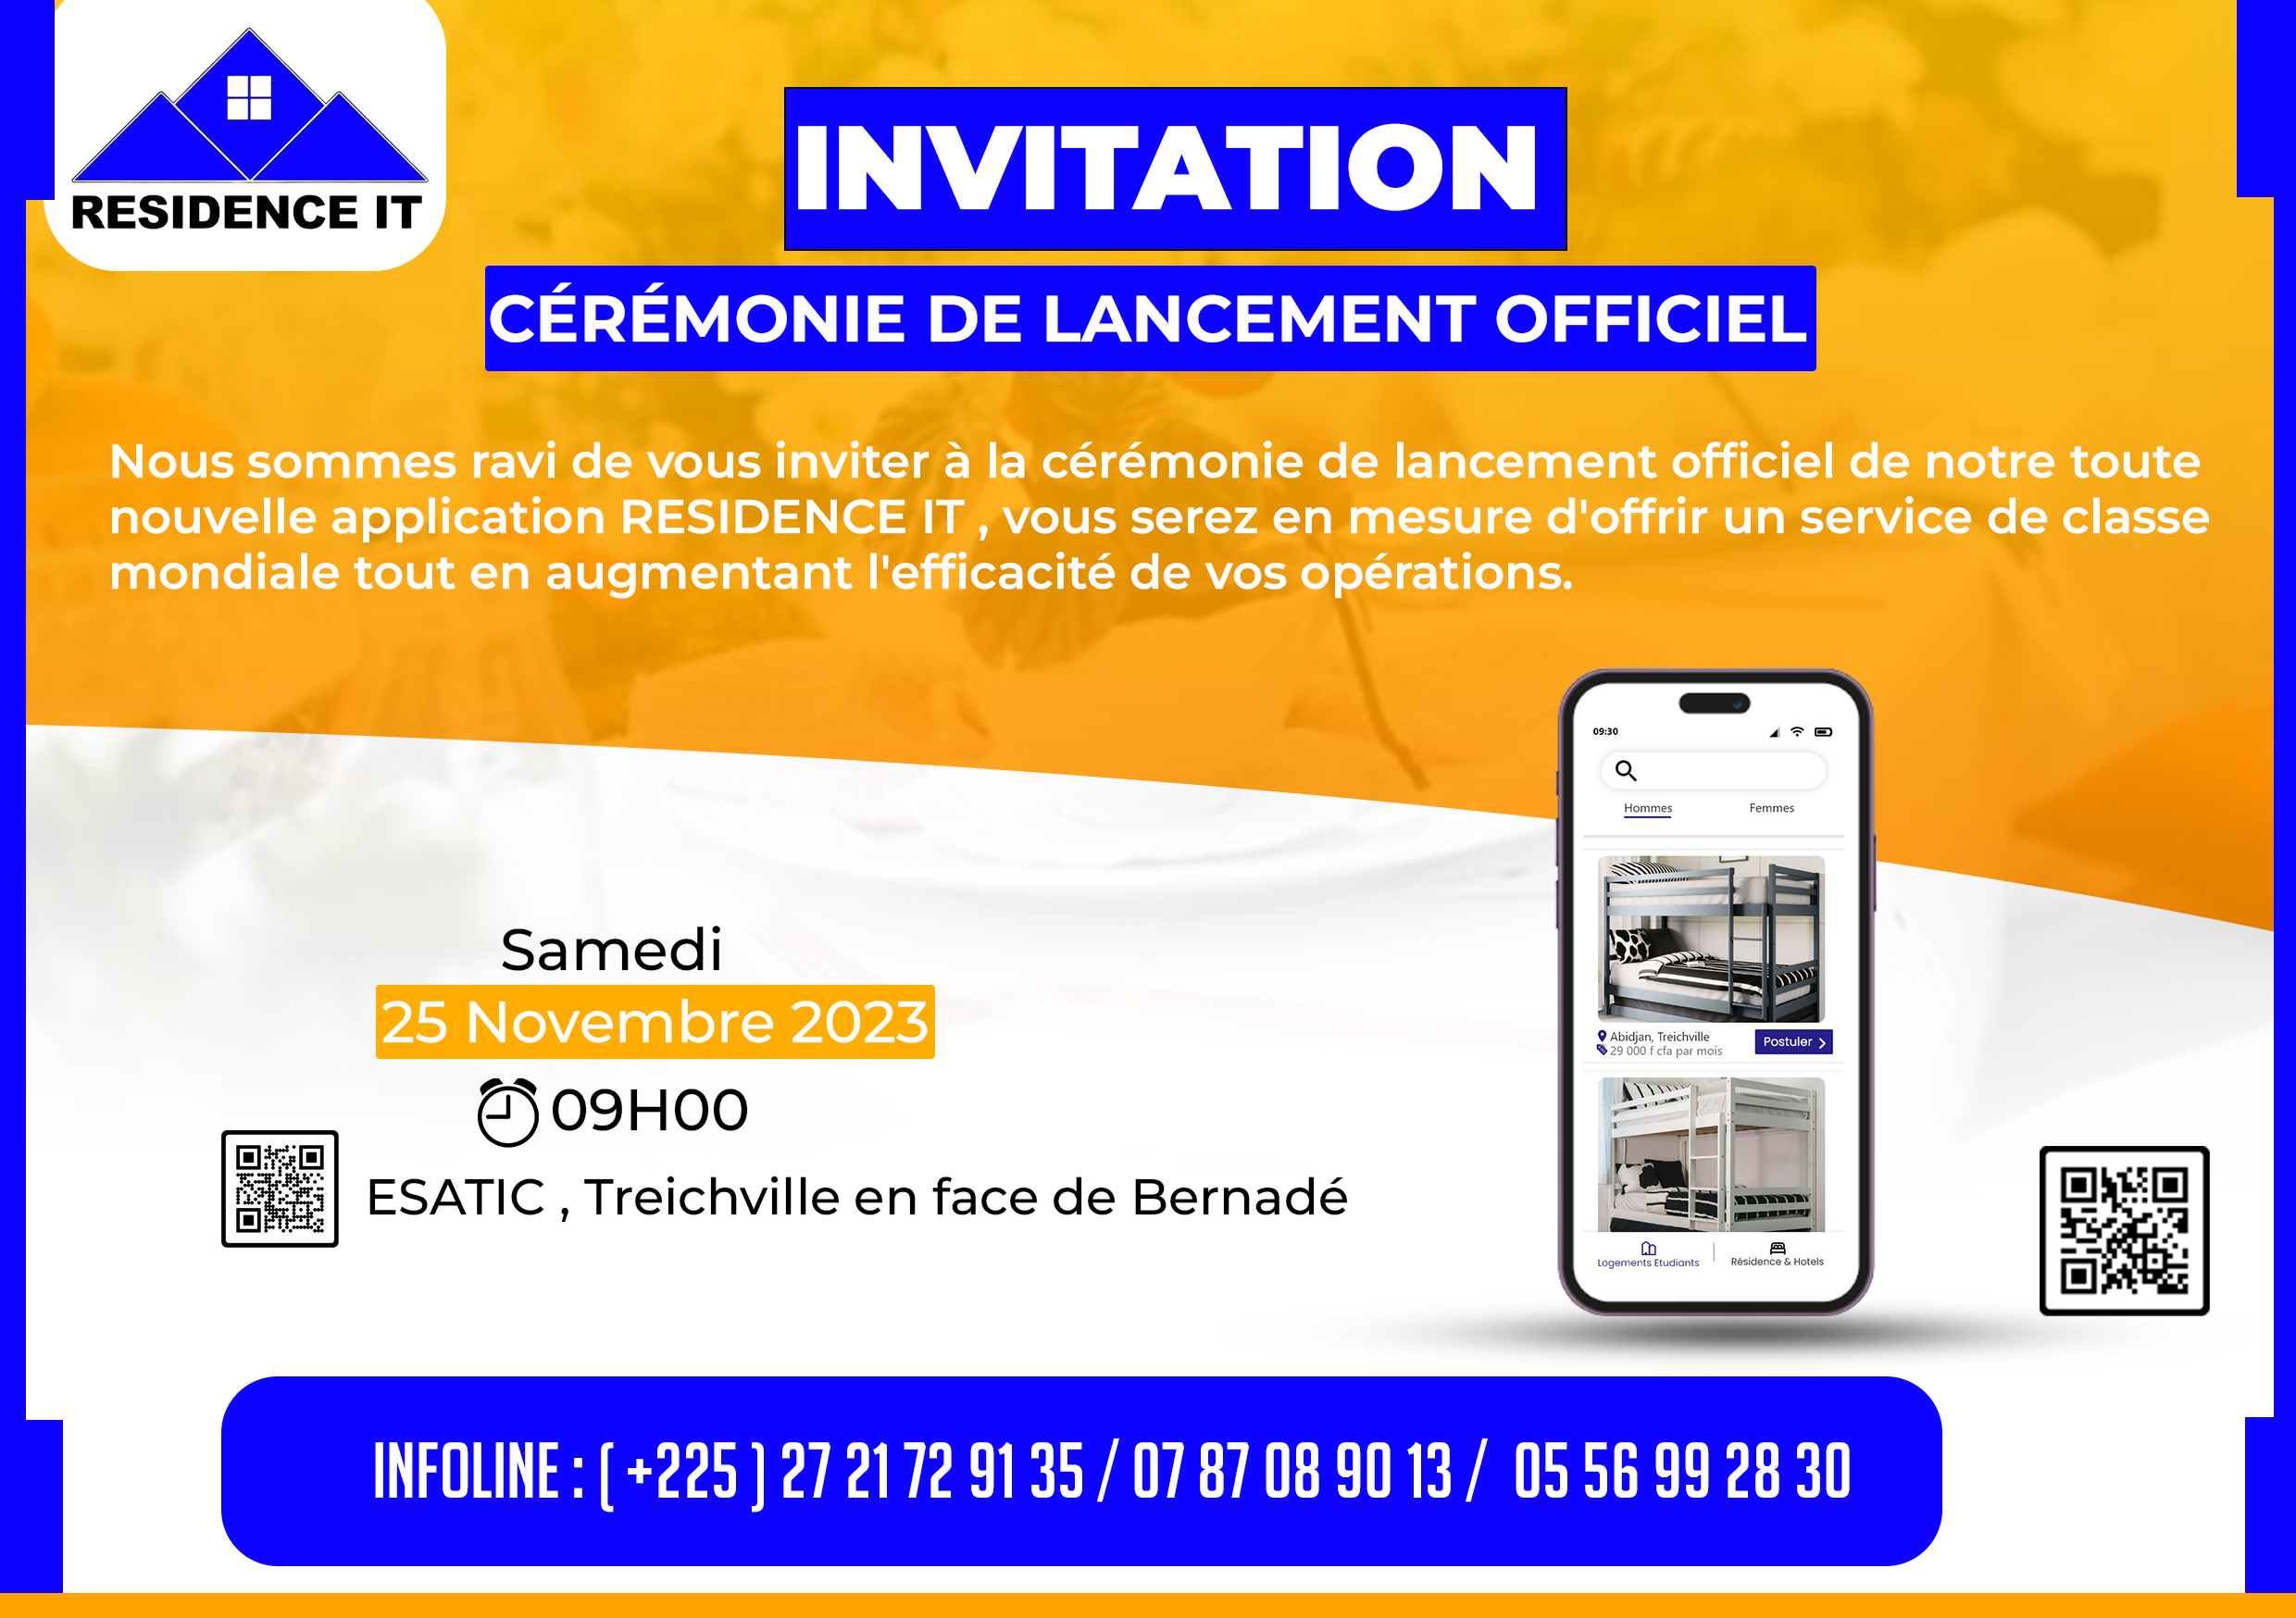 RESIDENCE IT
INVITATION
CÉRÉMONIE DE LANCEMENT OFFICIEL
Nous sommes ravi de vous inviter à la cérémonie de lancement officiel de notre toute
nouvelle application RESIDENCE IT , vous serez en mesure d'offrir un service de classe
mondiale tout en augmentant l'efficacité de vos opérations.
Samedi
25 Novembre 2023
09H00
ESATIC , Treichville en face de Bernadé
09:30
Hommes Femmes
Abidjan, Treichville
29 000 f cfa par mois
Postuler
Logements Etudiants
Résidence & Hotels
INFOLINE : ( +225 ) 27 21 72 91 35 / 07 87 08 90 13 / 05 56 99 28 30